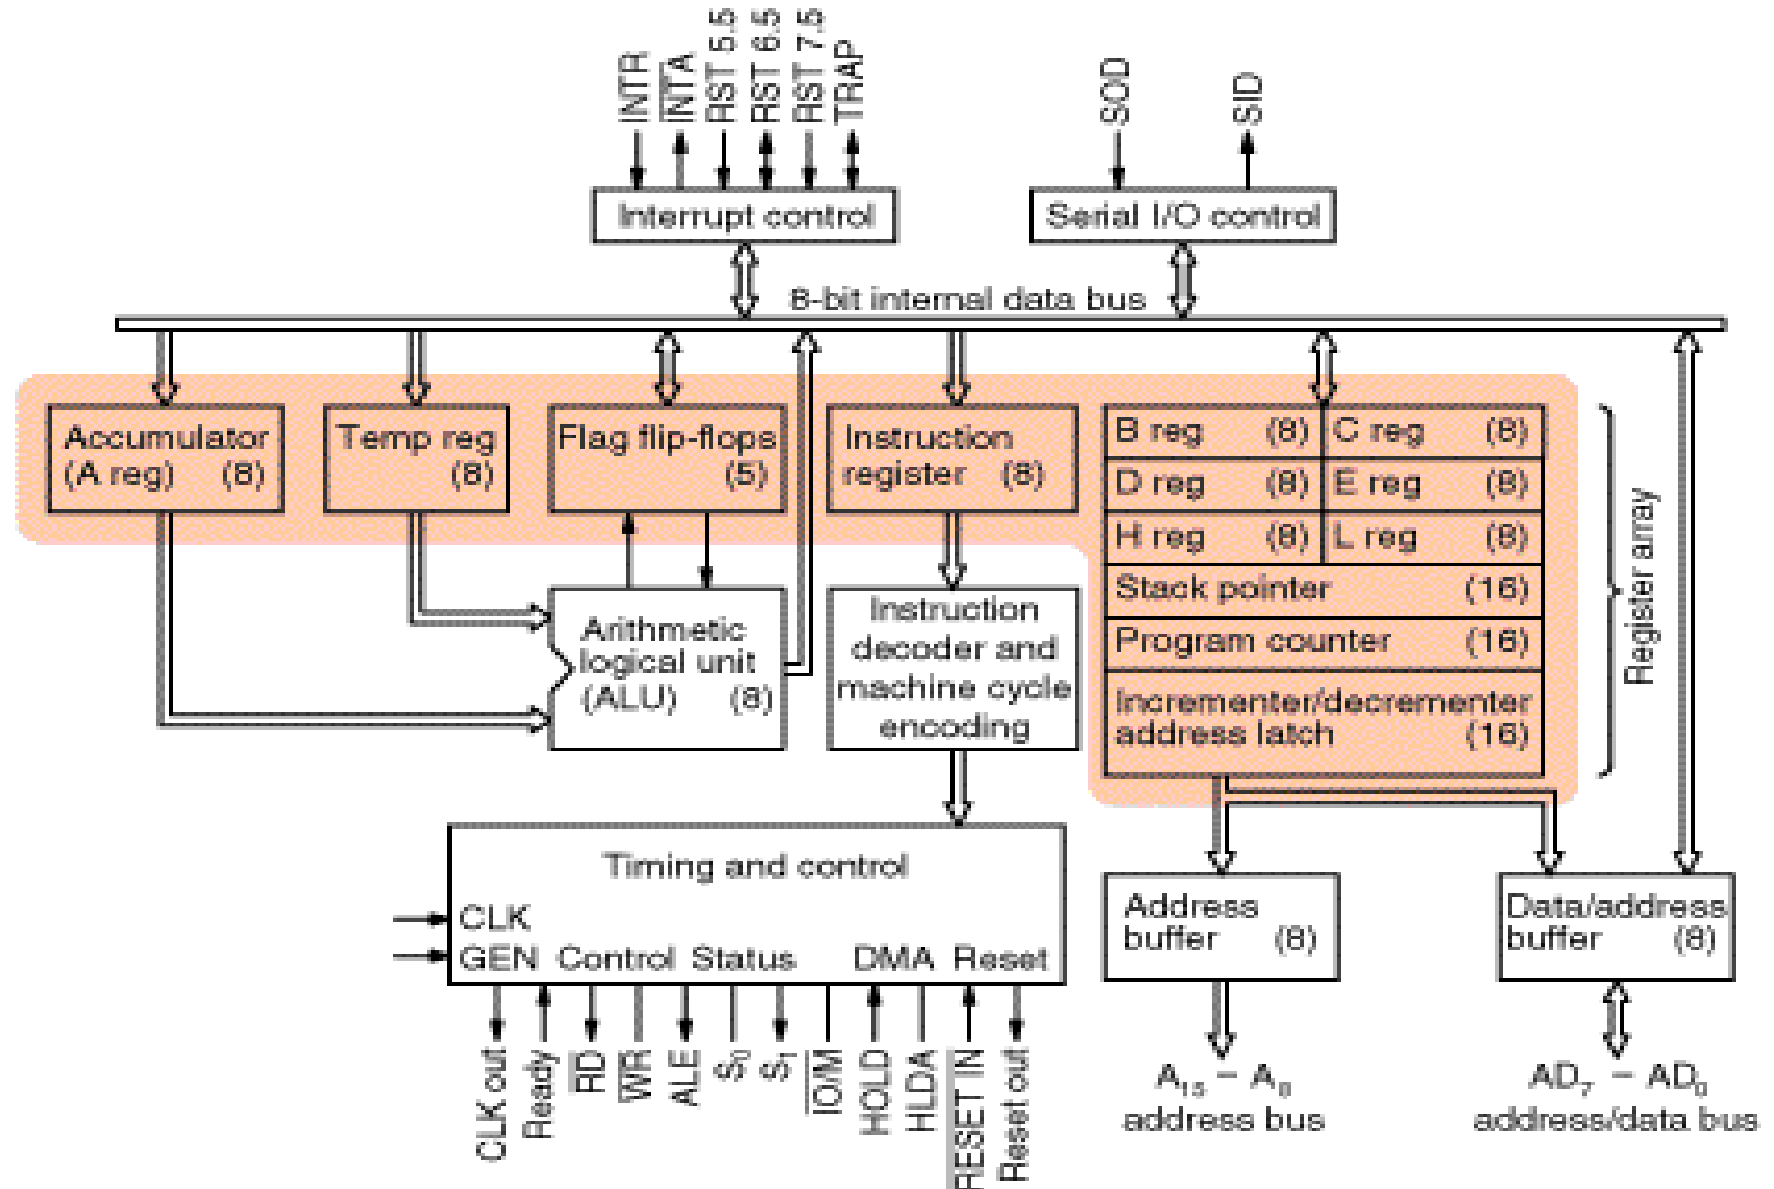 INTR
INTA
RST 5.5
RST 6.5
RST 7.5
TRAP
SOD
SID
Interrupt control
Serial I/O control
8-bit internal data bus
Accumulator
(A reg) (8)
Temp reg
(8)
Flag flip-flops
(5)
Instruction
register (8)
B reg (8) C reg (8)
D reg (8) E reg (8)
H reg (8) L reg (8)
Stack pointer (16)
Program counter (16)
Incrementer/decrementer
address latch (16)
Register array
Arithmetic
logical unit
(ALU) (8)
Instruction
decoder and
machine cycle
encoding
Timing and control
CLK
GEN Control Status DMA Reset
CLK out
Ready
RD
WR
ALE
S₀
S₁
IO/M
HOLD
HLDA
RESET IN
Reset out
Address
buffer (8)
Data/address
buffer (8)
A₁₅ – A₈
address bus
AD₇ – AD₀
address/data bus